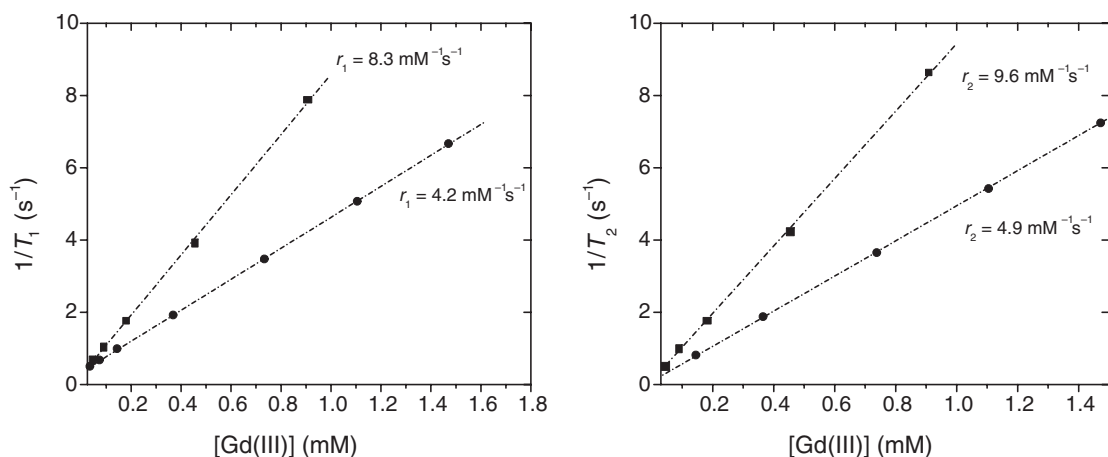 10
8
6
4
2
0
1/T₁ (s⁻¹)
r₁ = 8.3 mM⁻¹s⁻¹
r₁ = 4.2 mM⁻¹s⁻¹
0.2 0.4 0.6 0.8 1.0 1.2 1.4 1.6 1.8
[Gd(III)] (mM)
10
8
6
4
2
0
1/T₂ (s⁻¹)
r₂ = 9.6 mM⁻¹s⁻¹
r₂ = 4.9 mM⁻¹s⁻¹
0.2 0.4 0.6 0.8 1.0 1.2 1.4
[Gd(III)] (mM)